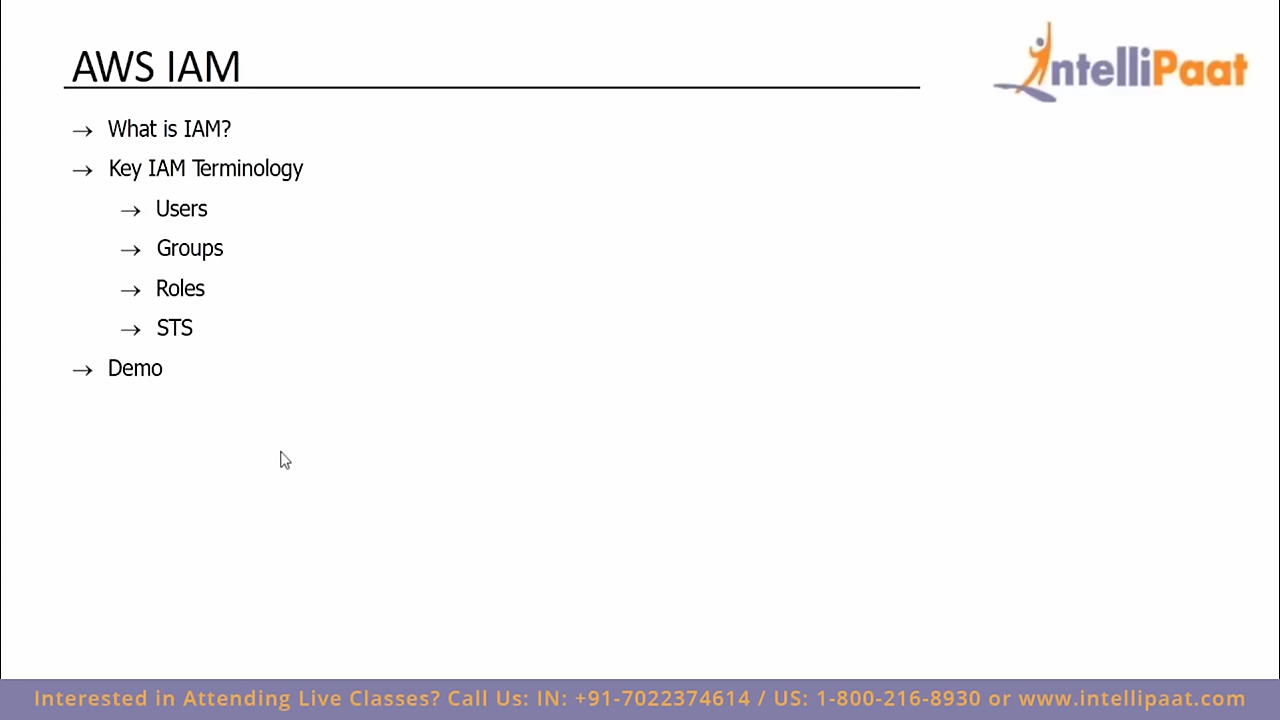 AWS IAM
IntelliPaat
→ What is IAM?
→ Key IAM Terminology
→ Users
→ Groups
→ Roles
→ STS
→ Demo
Interested in Attending Live Classes? Call Us: IN: +91-7022374614 / US: 1-800-216-8930 or www.intellipaat.com